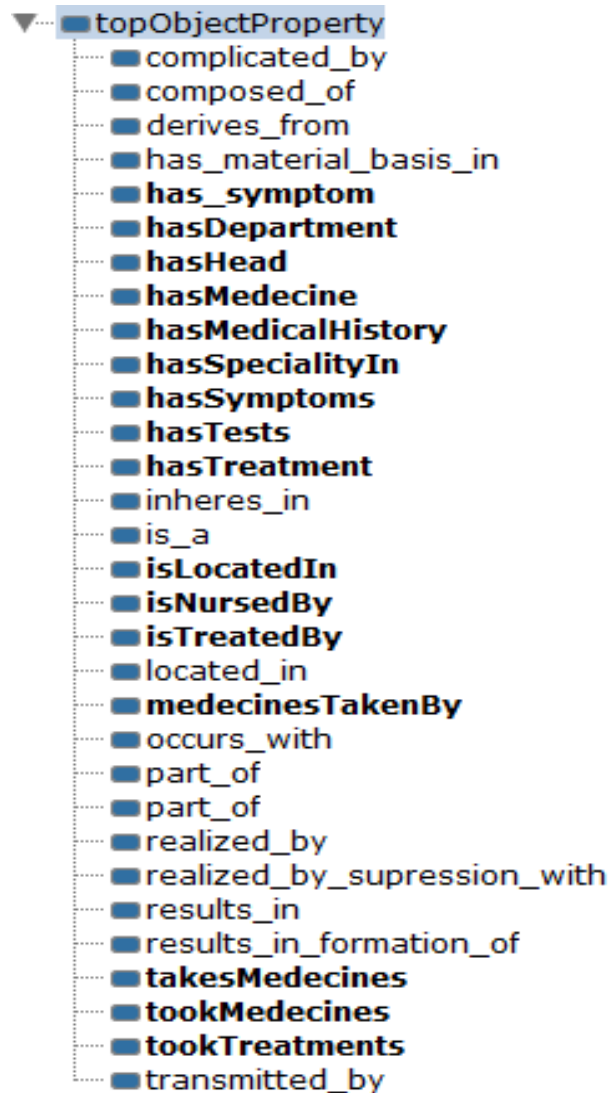 topObjectProperty
complicated_by
composed_of
derives_from
has_material_basis_in
has_symptom
hasDepartment
hasHead
hasMedecine
hasMedicalHistory
hasSpecialityIn
hasSymptoms
hasTests
hasTreatment
inheres_in
is_a
isLocatedIn
isNursedBy
isTreatedBy
located_in
medecinesTakenBy
occurs_with
part_of
part_of
realized_by
realized_by_supression_with
results_in
results_in_formation_of
takesMedecines
tookMedecines
tookTreatments
transmitted_by